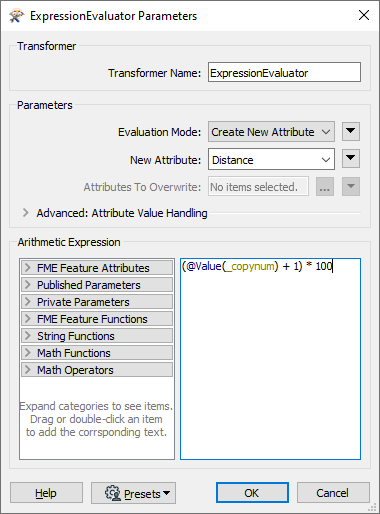 ExpressionEvaluator Parameters
Transformer
Transformer Name: ExpressionEvaluator
Parameters
Evaluation Mode: Create New Attribute
New Attribute: Distance
Attributes To Overwrite: No items selected. ...
Advanced: Attribute Value Handling
Arithmetic Expression
FME Feature Attributes
Published Parameters
Private Parameters
FME Feature Functions
String Functions
Math Functions
Math Operators
Expand categories to see items.
Drag or double-click an item
to add the corrsponding text.
(@Value(_copynum) + 1) * 100
Help Presets OK Cancel